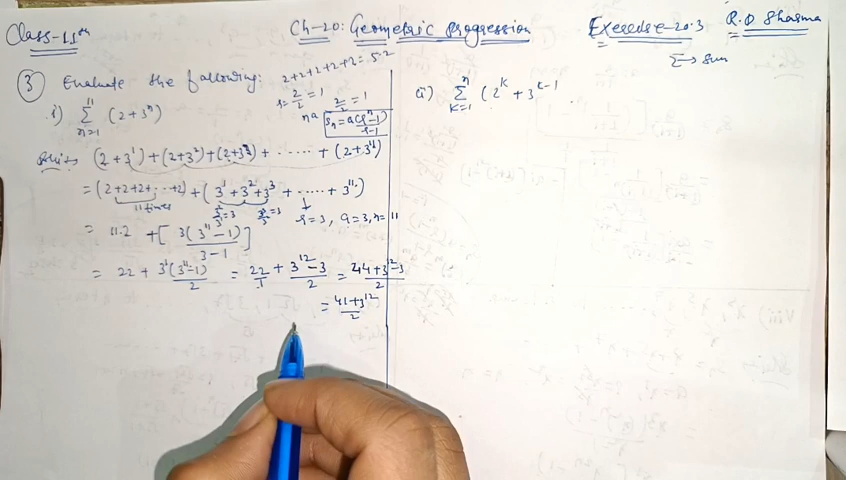 Class-11th Ch-20: Geometric Progression Exercise-20.3 R.D Sharma
Σ→ Sum
③ Evaluate the following:
2+2+2+2+2=5.2
i) Σ_{n=1}^{11} (2+3^n)
r=2/2=1 2/2=1
na S_n=a(r^n-1)/r-1
Solution (2+3^1)+(2+3^2)+(2+3^3)+ ...... +(2+3^11)
=(2+2+2+...+2)+(3^1+3^2+3^3+ ..... +3^11)
11 times 3^2/3^1=3 3^3/3^2=3 r=3, a=3, n=11
= 11.2 +[3(3^11-1)/3-1]
= 22+3^1(3^11-1)/2 = 22/1+3^12-3/2=44+3^12-3/2
=41+3^12/2
ii) Σ_{k=1}^{n} (2^k+3^k-1